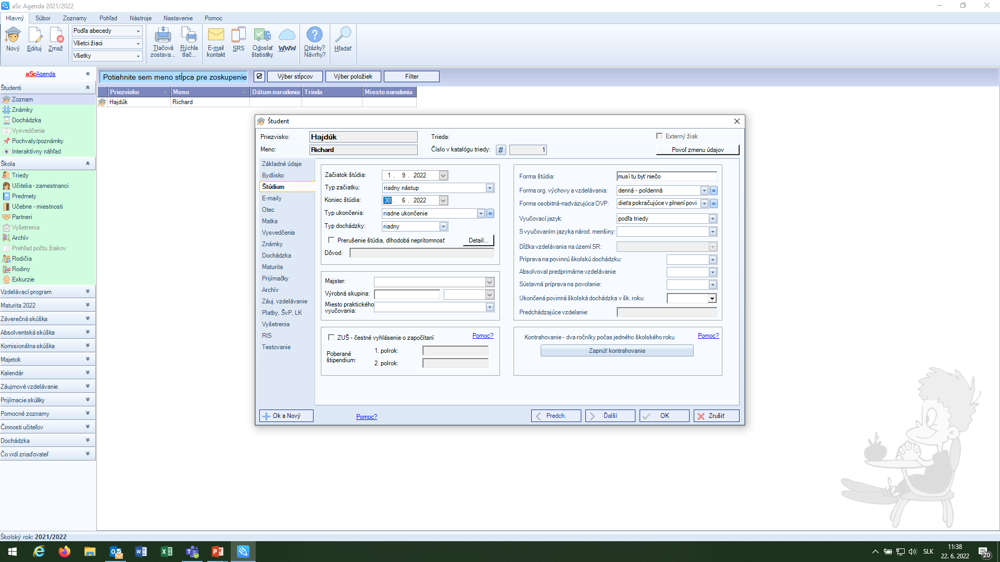 aSc Agenda 2021/2022
Hlavný Súbor Zoznamy Pohľad Nástroje Nastavenie Pomoc
Nový Edituj Zmaž
Podľa abecedy
Všetci žiaci
Všetky
Tlačová zostava...
Rýchla tlač...
E-mail kontakt
SRS
Odoslať štatistiky
WWW
Otázky? Návrhy?
Hľadať
aScAgenda
Študenti
Zoznam
Známky
Dochádzka
Vysvedčenia
Pochvaly/poznámky
Interaktívny náhľad
Škola
Triedy
Učitelia - zamestnanci
Predmety
Učebne - miestnosti
Partneri
Vyšetrenia
Archív
Prehľad počtu žiakov
Rodičia
Rodiny
Exkurzie
Vzdelávací program
Maturita 2022
Záverečná skúška
Absolventská skúška
Komisionálna skúška
Majetok
Kalendár
Záujmové vzdelávanie
Prijímacie skúšky
Pomocné zoznamy
Činnosti učiteľov
Dochádzka
Čo vidí zriaďovateľ
Potiahnite sem meno stĺpca pre zoskupenie
Výber stĺpcov Výber položiek Filter
Priezvisko Meno Dátum narodenia Trieda Miesto narodenia
Hajdúk Richard
Študent
Priezvisko: Hajdúk Trieda: Externý žiak
Meno: Richard Číslo v katalógu triedy: # 1 Povoľ zmenu údajov
Základné údaje
Bydlisko
Štúdium
E-maily
Otec
Matka
Vysvedčenia
Známky
Dochádzka
Maturita
Prijímačky
Archív
Záuj. vzdelávanie
Platby, ŠvP, LK
Vyšetrenia
RIS
Testovanie
Začiatok štúdia: 1 . 9 . 2022
Typ začiatku: riadny nástup
Koniec štúdia: 30 . 6 . 2022
Typ ukončenia: riadne ukončenie =
Typ dochádzky: riadny
Prerušenie štúdia, dlhodobá neprítomnosť Detail...
Dôvod:
Majster:
Výrobná skupina:
Miesto praktického vyučovania:
ZUŠ - čestné vyhlásenie o započítaní Pomoc?
Poberané štipendium:
1. polrok:
2. polrok:
Forma štúdia: musí tu byť niečo
Forma org. výchovy a vzdelávania: denná - poldenná =
Forma osobitná-nadväzujúca OVP: dieťa pokračujúce v plnení povi =
Vyučovací jazyk: podľa triedy
S vyučovaním jazyka národ. menšiny:
Dĺžka vzdelávania na území SR:
Príprava na povinnú školskú dochádzku:
Absolvoval predprimárne vzdelávanie:
Sústavná príprava na povolanie:
Ukončená povinná školská dochádzka v šk. roku:
Predchádzajúce vzdelanie:
Kontrahovanie - dva ročníky počas jedného školského roku Pomoc?
Zapnúť kontrahovanie
Ok a Nový Pomoc? Predch. Ďalší OK Zrušiť
Školský rok: 2021/2022
SLK
11:38
22. 6. 2022
20